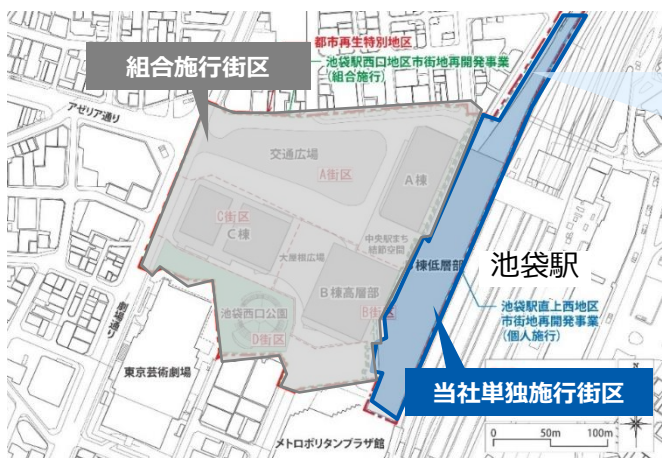 都市再生特別地区
池袋駅西口地区市街地再開発事業
(組合施行)
組合施行街区
アゼリア通り
交通広場
A街区
A棟
C街区
C棟
大屋根広場
中央駅まち
結節空間
池袋駅
棟低層部
B棟高層部
B街区
池袋西口公園
D街区
池袋駅直上西地区
市街地再開発事業
(個人施行)
劇場通り
東京芸術劇場
当社単独施行街区
メトロポリタンプラザ館
N
0 50m 100m